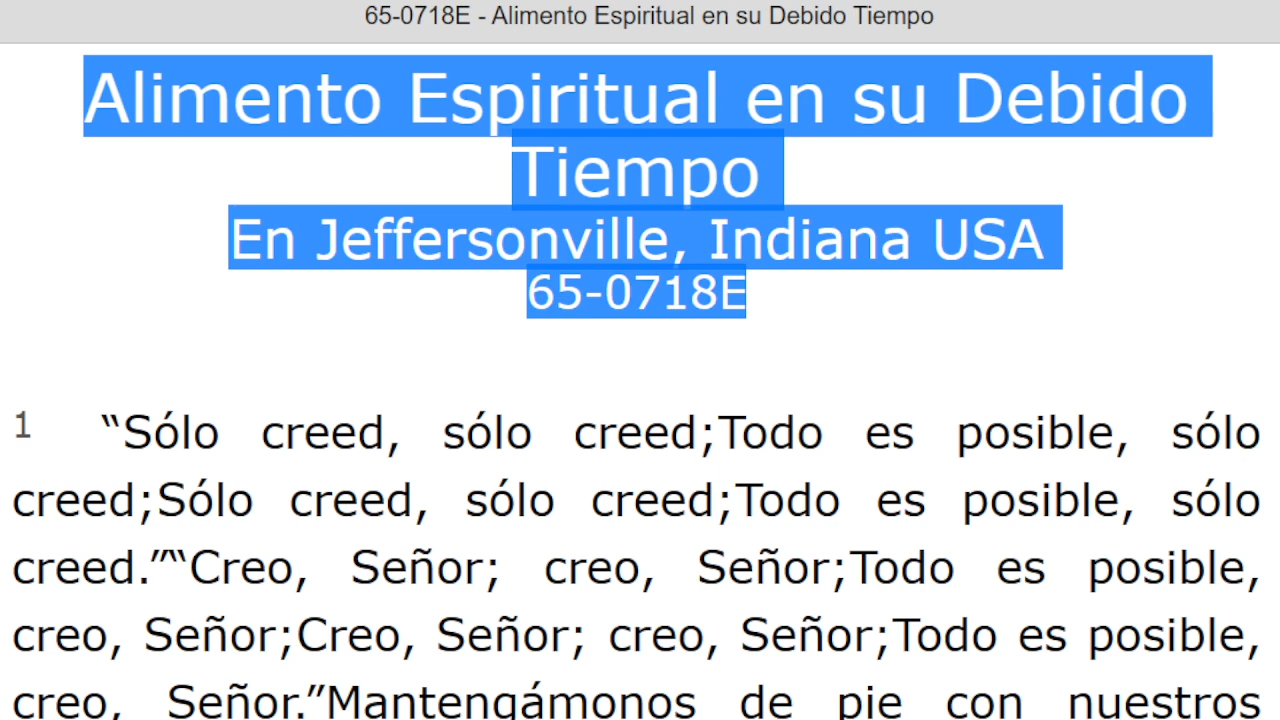 65-0718E - Alimento Espiritual en su Debido Tiempo
Alimento Espiritual en su Debido
Tiempo
En Jeffersonville, Indiana USA
65-0718E
1 “Sólo creed, sólo creed;Todo es posible, sólo
creed;Sólo creed, sólo creed;Todo es posible, sólo
creed.”“Creo, Señor; creo, Señor;Todo es posible,
creo, Señor;Creo, Señor; creo, Señor;Todo es posible,
creo, Señor.”Mantengámonos de pie con nuestros